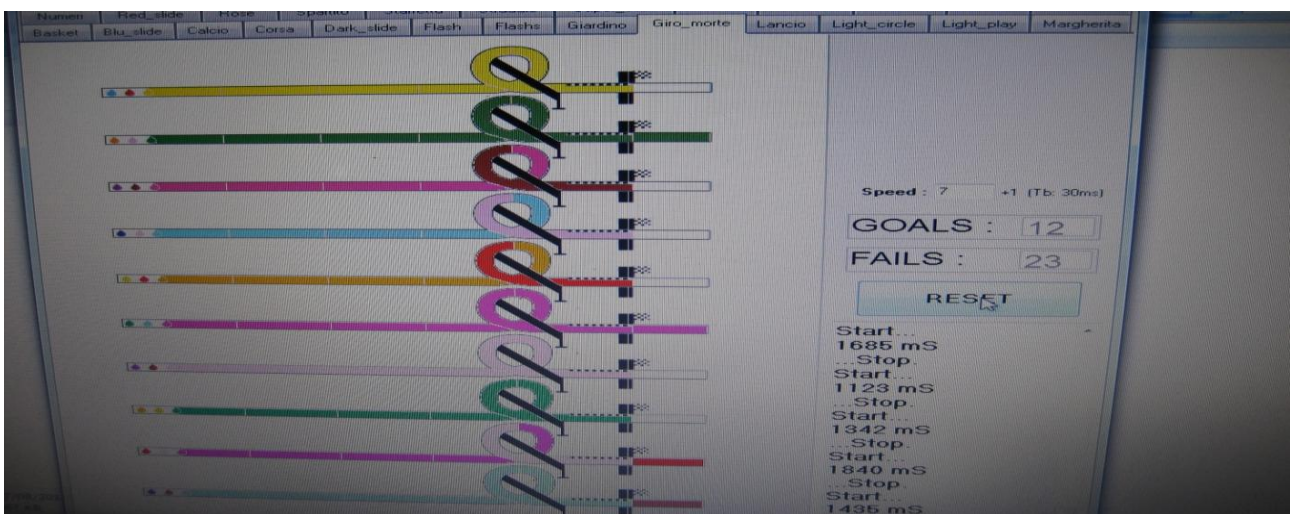 Numeri Red_slide Rose Spartito
Basket Blu_slide Calcio Corsa Dark_slide Flash Flashs Giardino Giro_morte Lancio Light_circle Light_play Margherita
Speed : 7 +1 (Tb: 30ms)
GOALS : 12
FAILS : 23
RESET
Start...
1685 mS
...Stop.
Start...
1123 mS
...Stop.
Start...
1342 mS
...Stop.
Start...
1840 mS
...Stop.
Start...
1435 mS